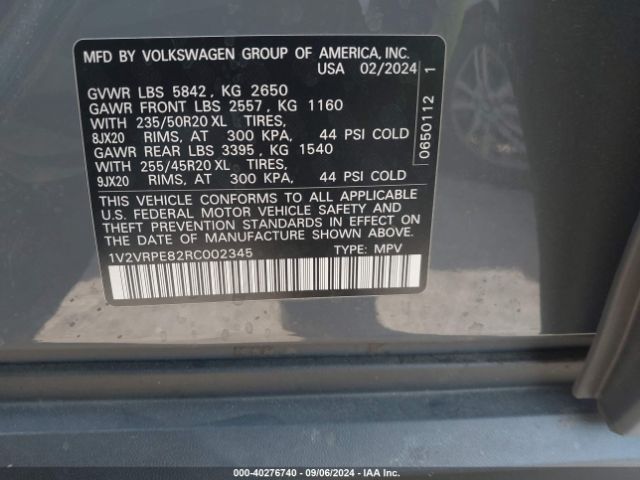 MFD BY VOLKSWAGEN GROUP OF AMERICA, INC.
USA 02/2024
GVWR LBS 5842 , KG 2650
GAWR FRONT LBS 2557 , KG 1160
WITH 235/50R20 XL TIRES,
8JX20 RIMS, AT 300 KPA, 44 PSI COLD
GAWR REAR LBS 3395 , KG 1540
WITH 255/45R20 XL TIRES,
9JX20 RIMS, AT 300 KPA, 44 PSI COLD
THIS VEHICLE CONFORMS TO ALL APPLICABLE
U.S. FEDERAL MOTOR VEHICLE SAFETY AND
THEFT PREVENTION STANDARDS IN EFFECT ON
THE DATE OF MANUFACTURE SHOWN ABOVE.
1V2VRPE82RC002345 TYPE: MPV
0650112 1
000-40276740 - 09/06/2024 - IAA Inc.